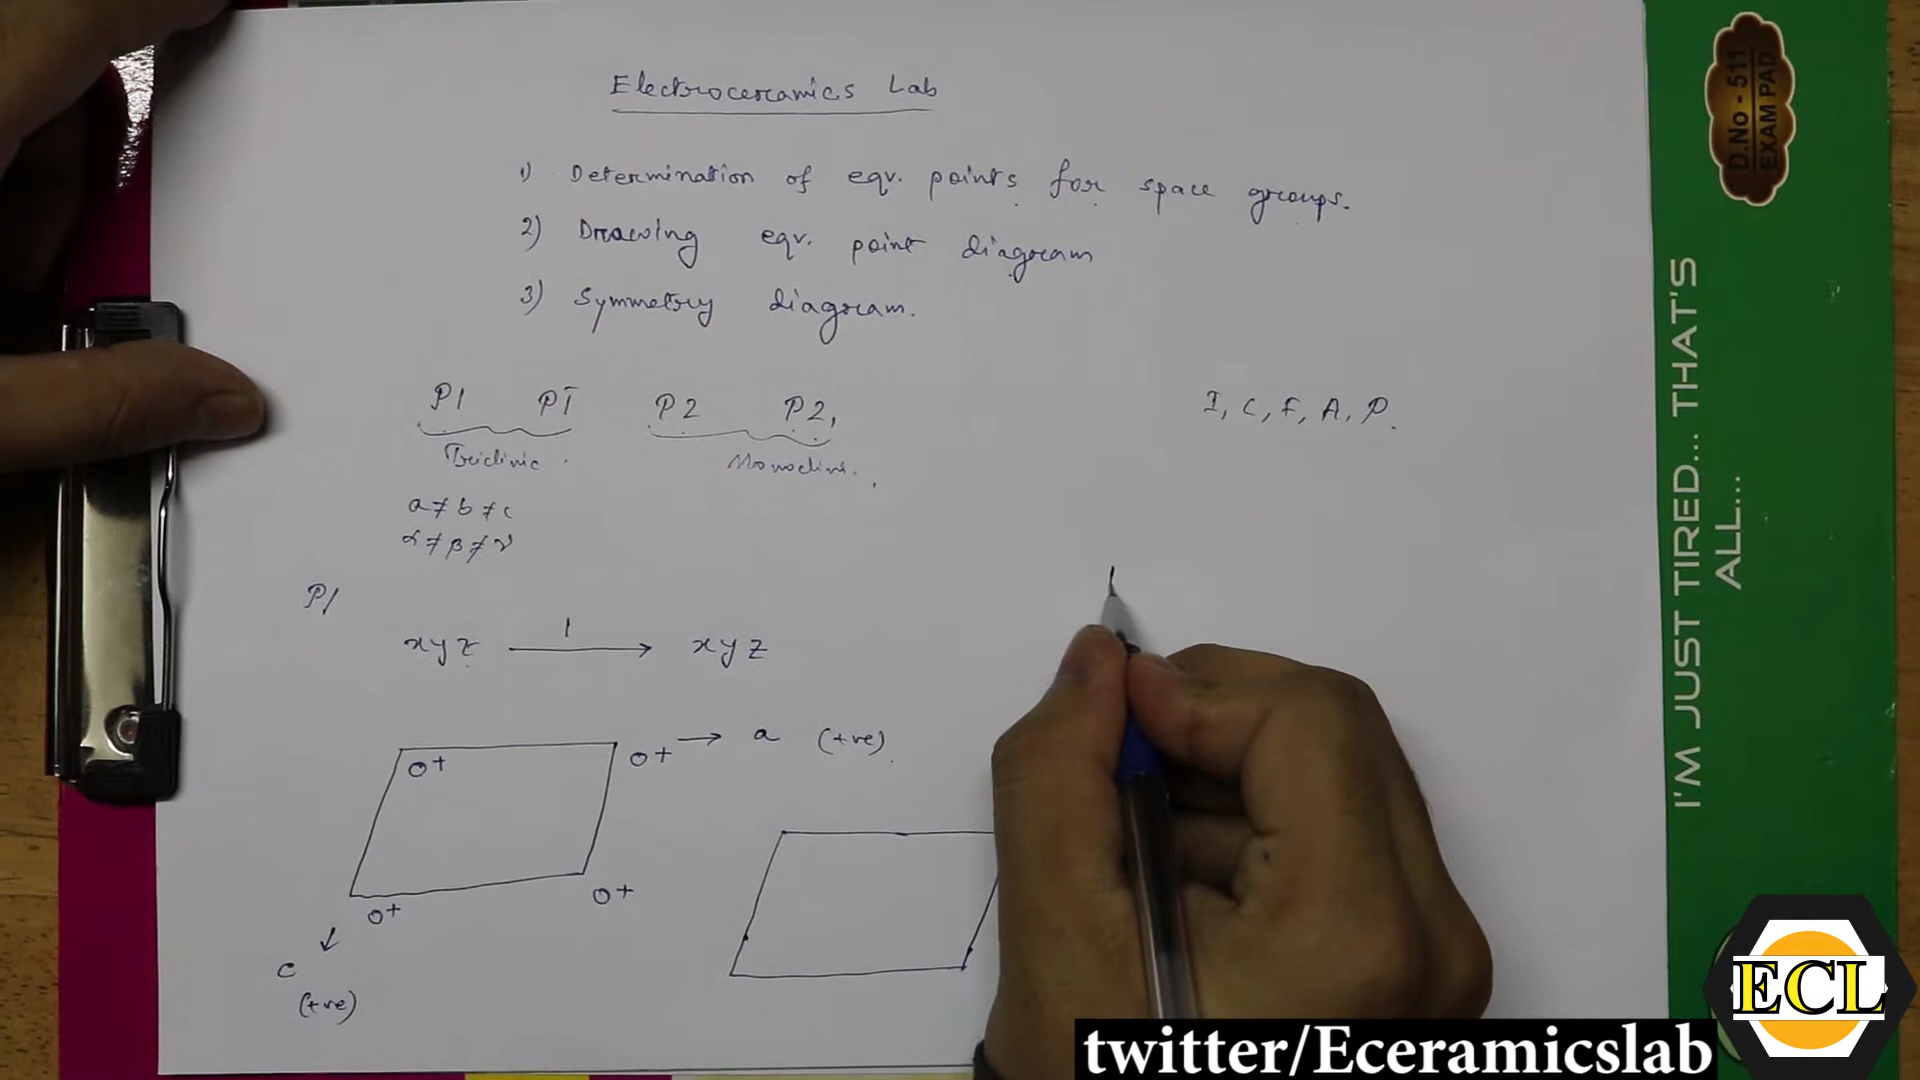 Electroceramics Lab
1) Determination of eqv. points for space groups.
2) Drawing eqv. point diagram
3) Symmetry diagram.
P1 P1̅ P2 P2₁
I, C, F, A, P.
Triclinic. Monoclini.
a ≠ b ≠ c
α ≠ β ≠ γ
P1
1
xyz → xyz
o+ o+ → a (+ve)
o+ o+
↓
c
(+ve)
D.No - 511
EXAM PAD
I'M JUST TIRED... THAT'S
ALL...
ECL
twitter/Eceramicslab